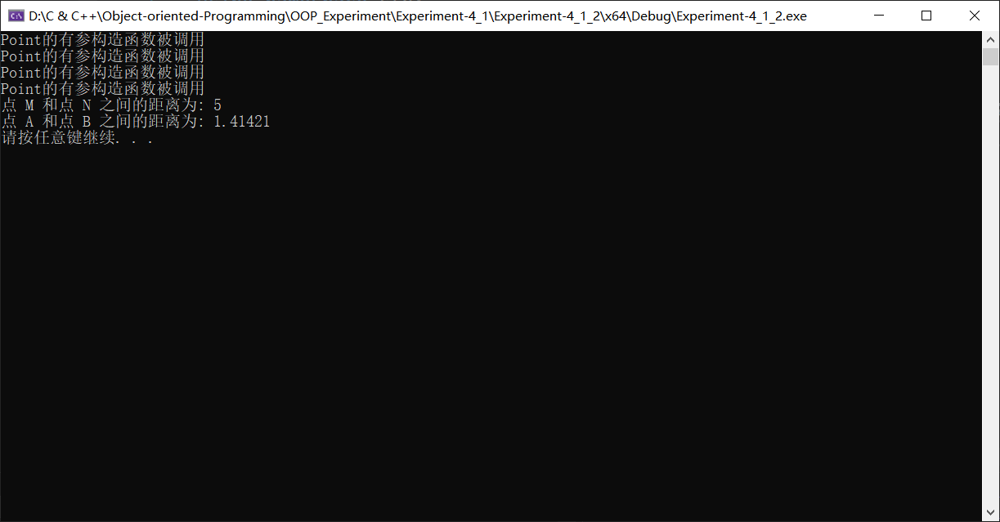 D:\C & C++\Object-oriented-Programming\OOP_Experiment\Experiment-4_1\Experiment-4_1_2\x64\Debug\Experiment-4_1_2.exe
Point的有参构造函数被调用
Point的有参构造函数被调用
Point的有参构造函数被调用
Point的有参构造函数被调用
点 M 和点 N 之间的距离为: 5
点 A 和点 B 之间的距离为: 1.41421
请按任意键继续. . .